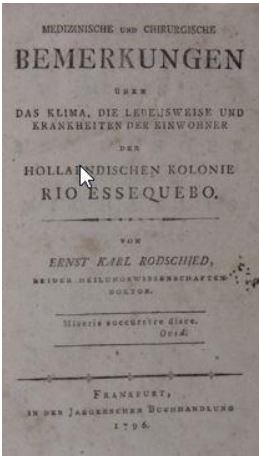 MEDIZINISCHE UND CHIRURGISCHE
BEMERKUNGEN
ÜBER
DAS KLIMA, DIE LEBENSWEISE UND
KRANKHEITEN DER EINWOHNER
DER
HOLLAENDISCHEN KOLONIE
RIO ESSEQUEBO.
VON
ERNST KARL RODSCHIED,
BEIDER HEILUNGSWISSENSCHAFTEN
DOKTOR.
Miseris succurrere disco.
Ovid.
FRANKFURT,
IN DER JAEGERSCHEN BUCHHANDLUNG
1796.